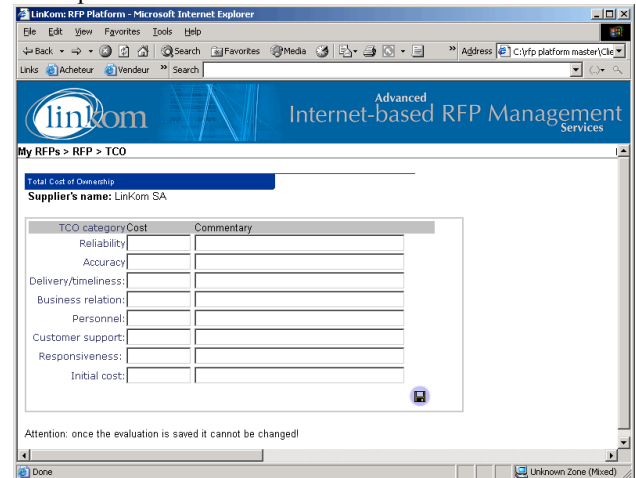 LinKom: RFP Platform - Microsoft Internet Explorer
File Edit View Favorites Tools Help
Back Search Favorites Media » Address C:\rfp platform master\Clie
Links Acheteur Vendeur » Search
linkom
Advanced
Internet-based RFP Management
Services
My RFPs > RFP > TCO
Total Cost of Ownership
Supplier's name: LinKom SA
TCO category Cost Commentary
Reliability
Accuracy
Delivery/timeliness:
Business relation:
Personnel:
Customer support:
Responsiveness:
Initial cost:
Attention: once the evaluation is saved it cannot be changed!
Done Unknown Zone (Mixed)